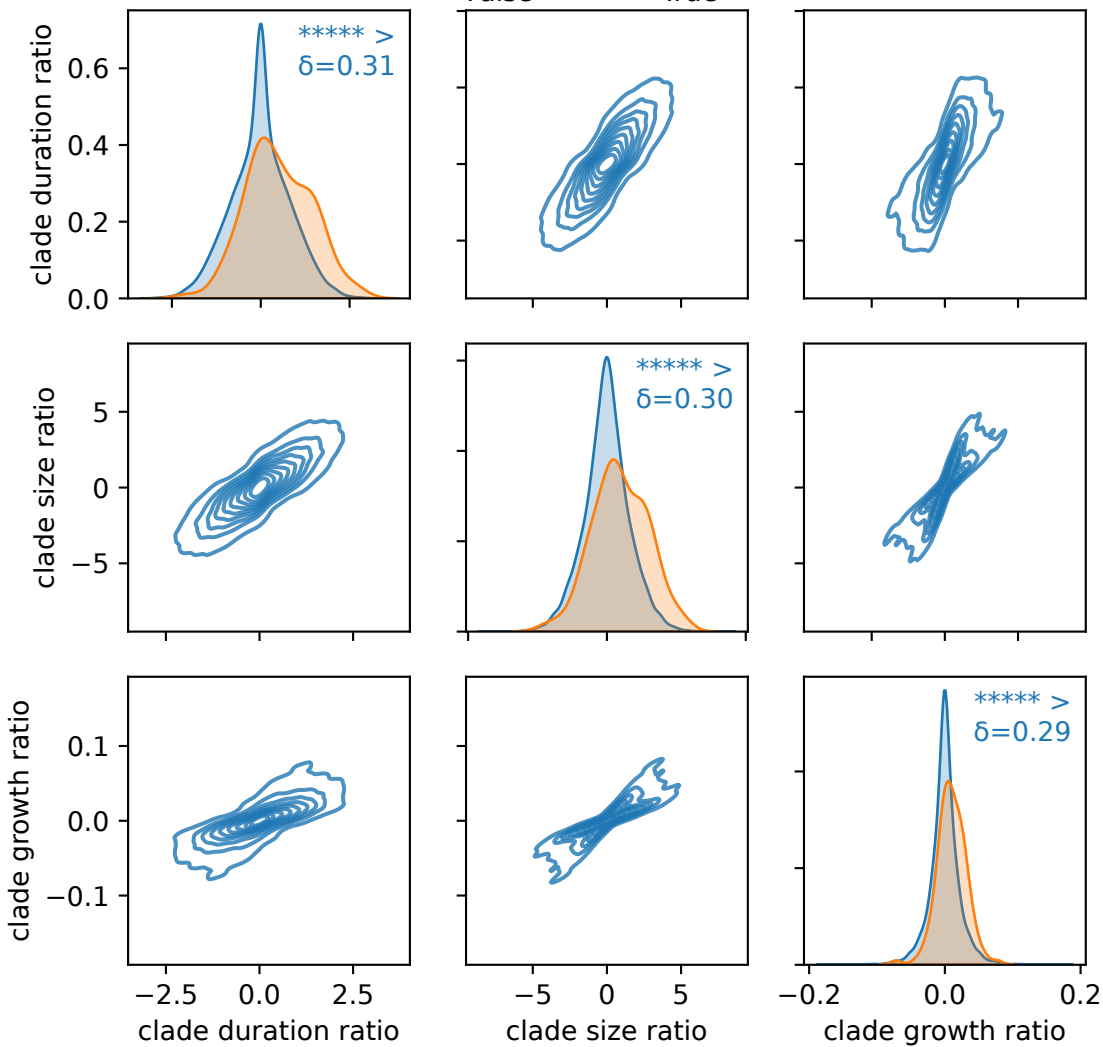 clade duration ratio
0.6
0.4
0.2
0.0
***** >
δ=0.31
clade size ratio
5
0
−5
***** >
δ=0.30
clade growth ratio
0.1
0.0
−0.1
***** >
δ=0.29
−2.5 0.0 2.5
−5 0 5
−0.2 0.0 0.2
clade duration ratio
clade size ratio
clade growth ratio